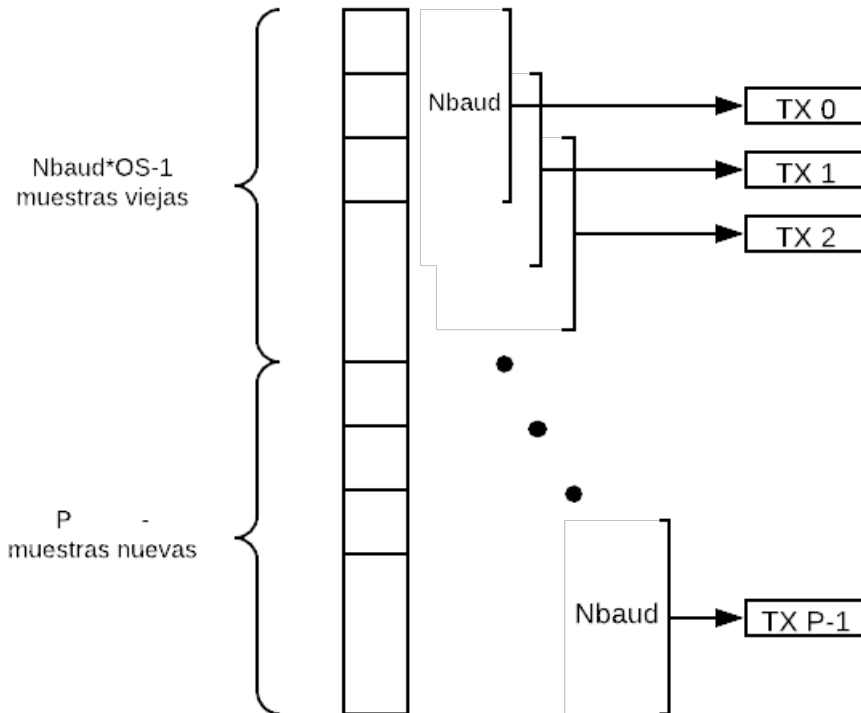 Nbaud
TX 0
Nbaud*OS-1
muestras viejas
TX 1
TX 2
P -
muestras nuevas
Nbaud
TX P-1